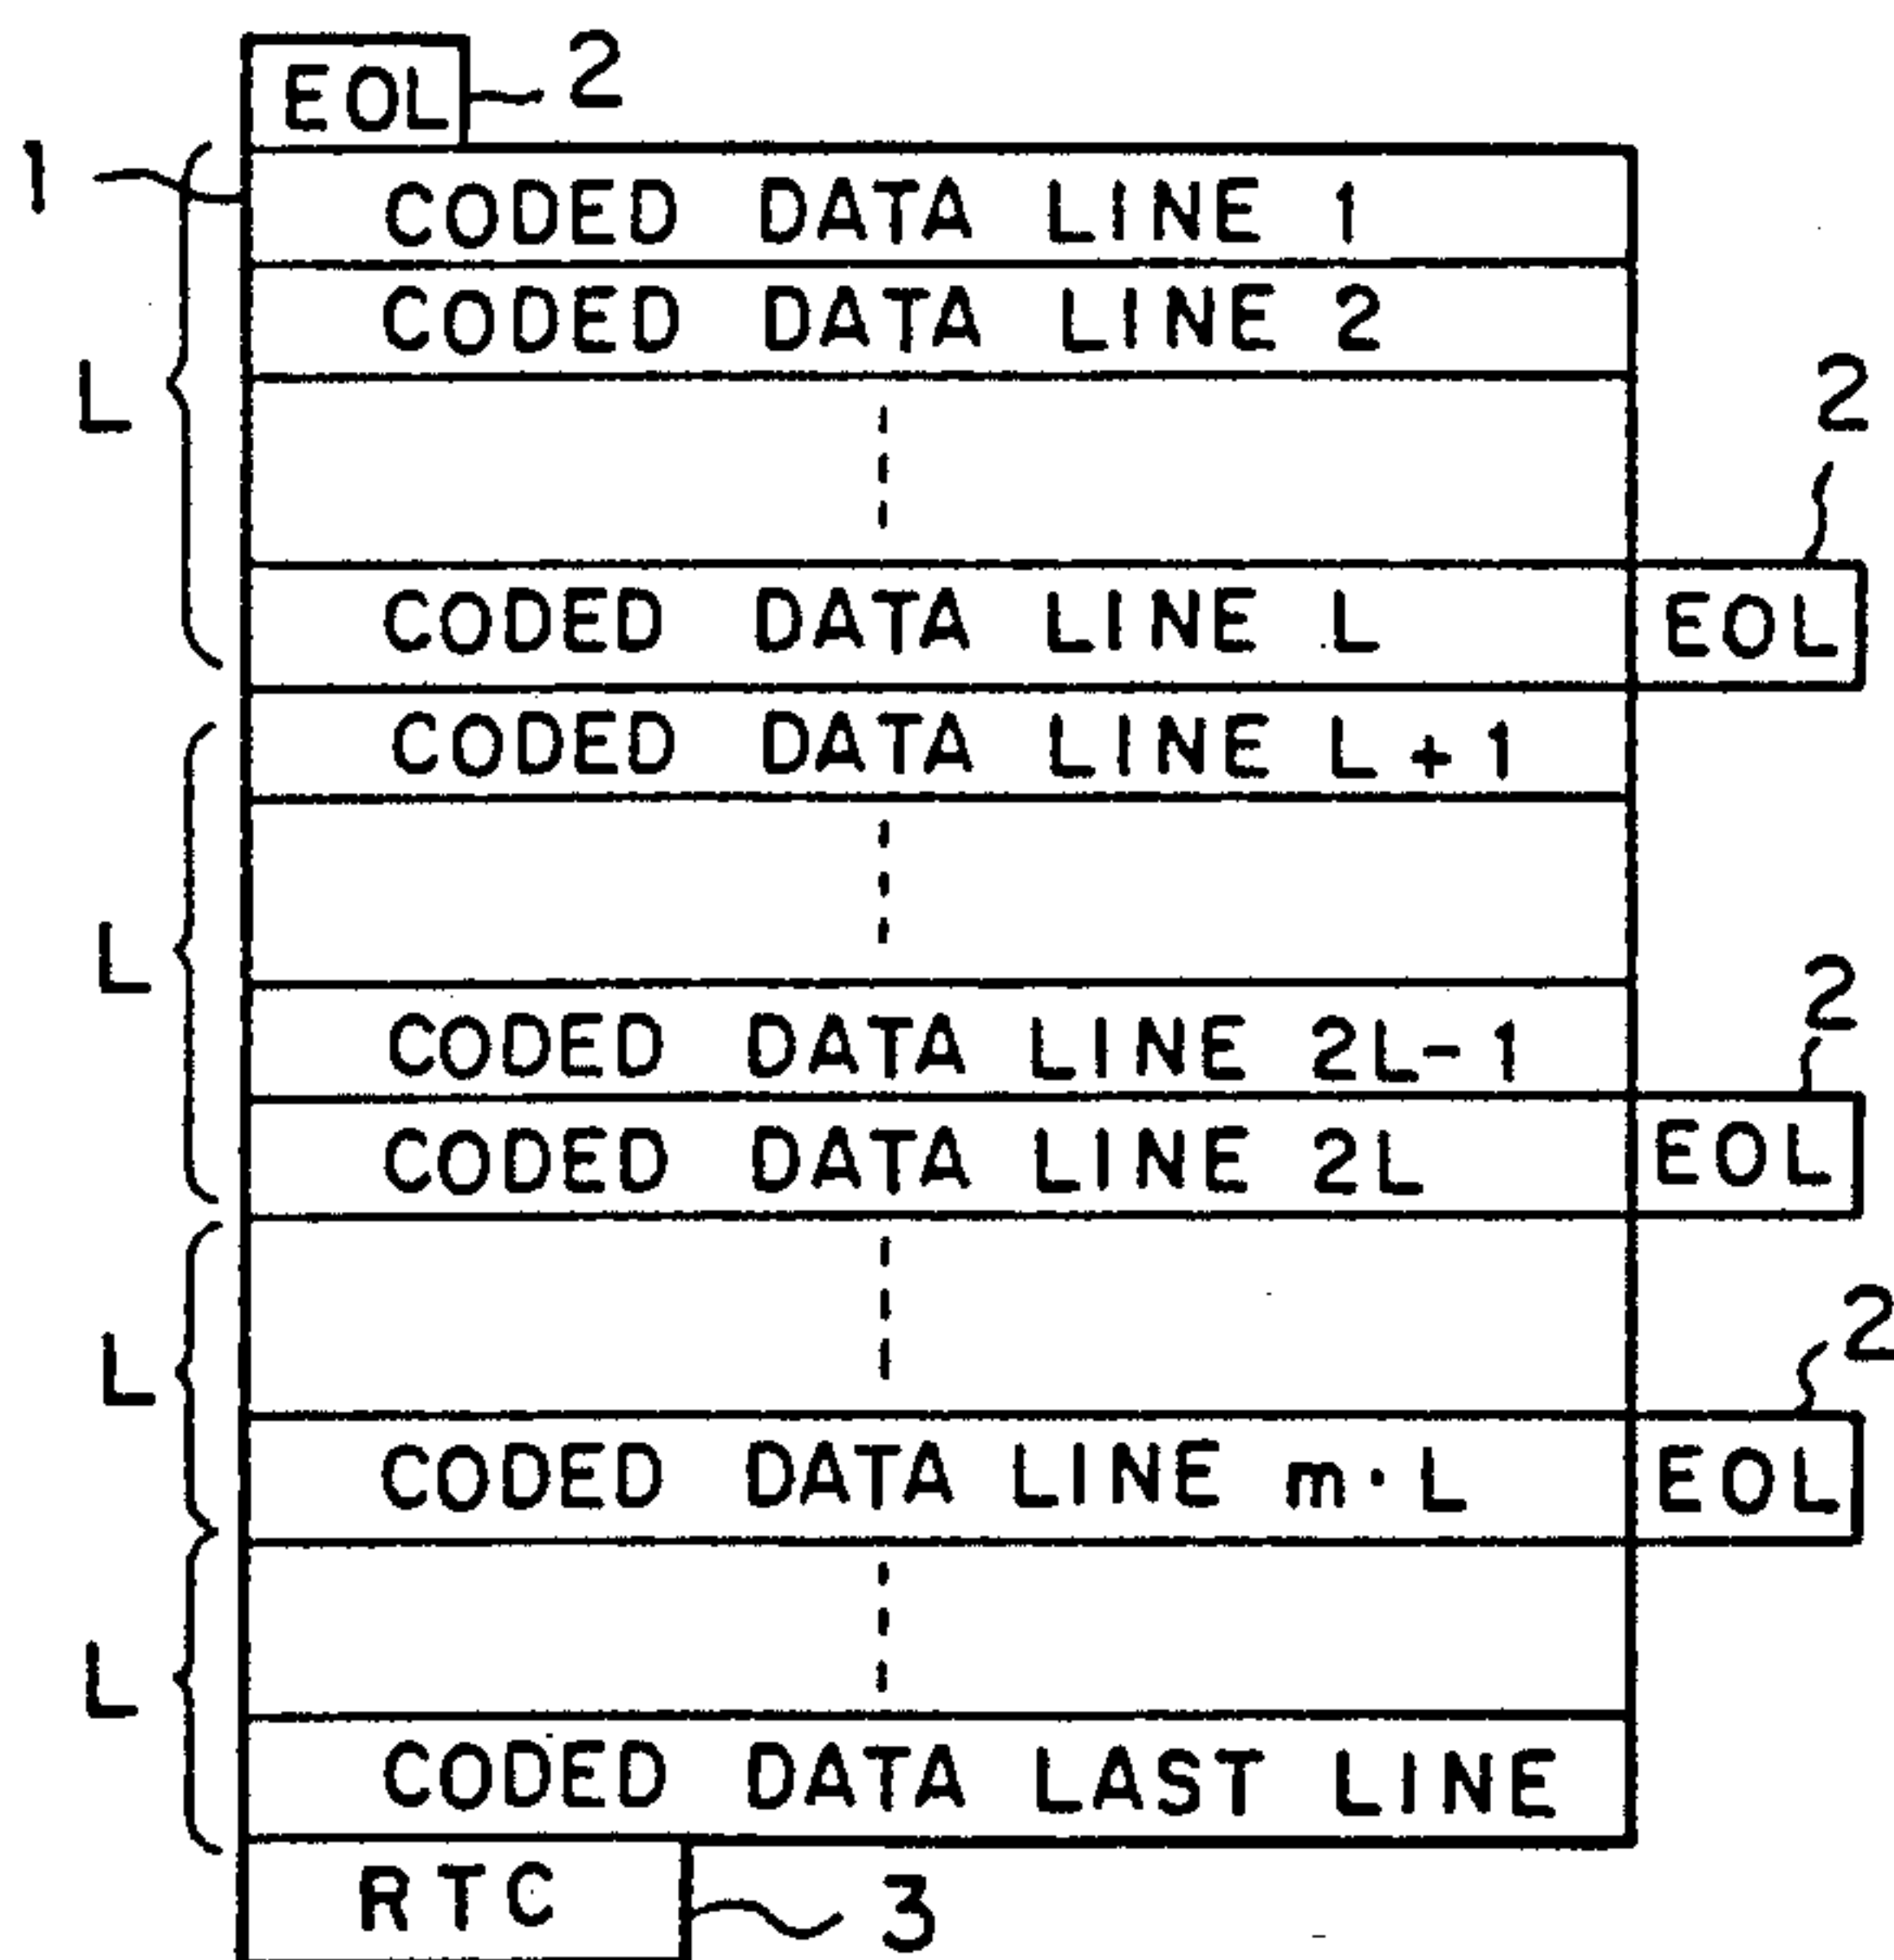 EOL 2
1
CODED DATA LINE 1
CODED DATA LINE 2
L
2
CODED DATA LINE L EOL
CODED DATA LINE L+1
L
2
CODED DATA LINE 2L-1
CODED DATA LINE 2L EOL
L
2
CODED DATA LINE m·L EOL
L
CODED DATA LAST LINE
RTC 3